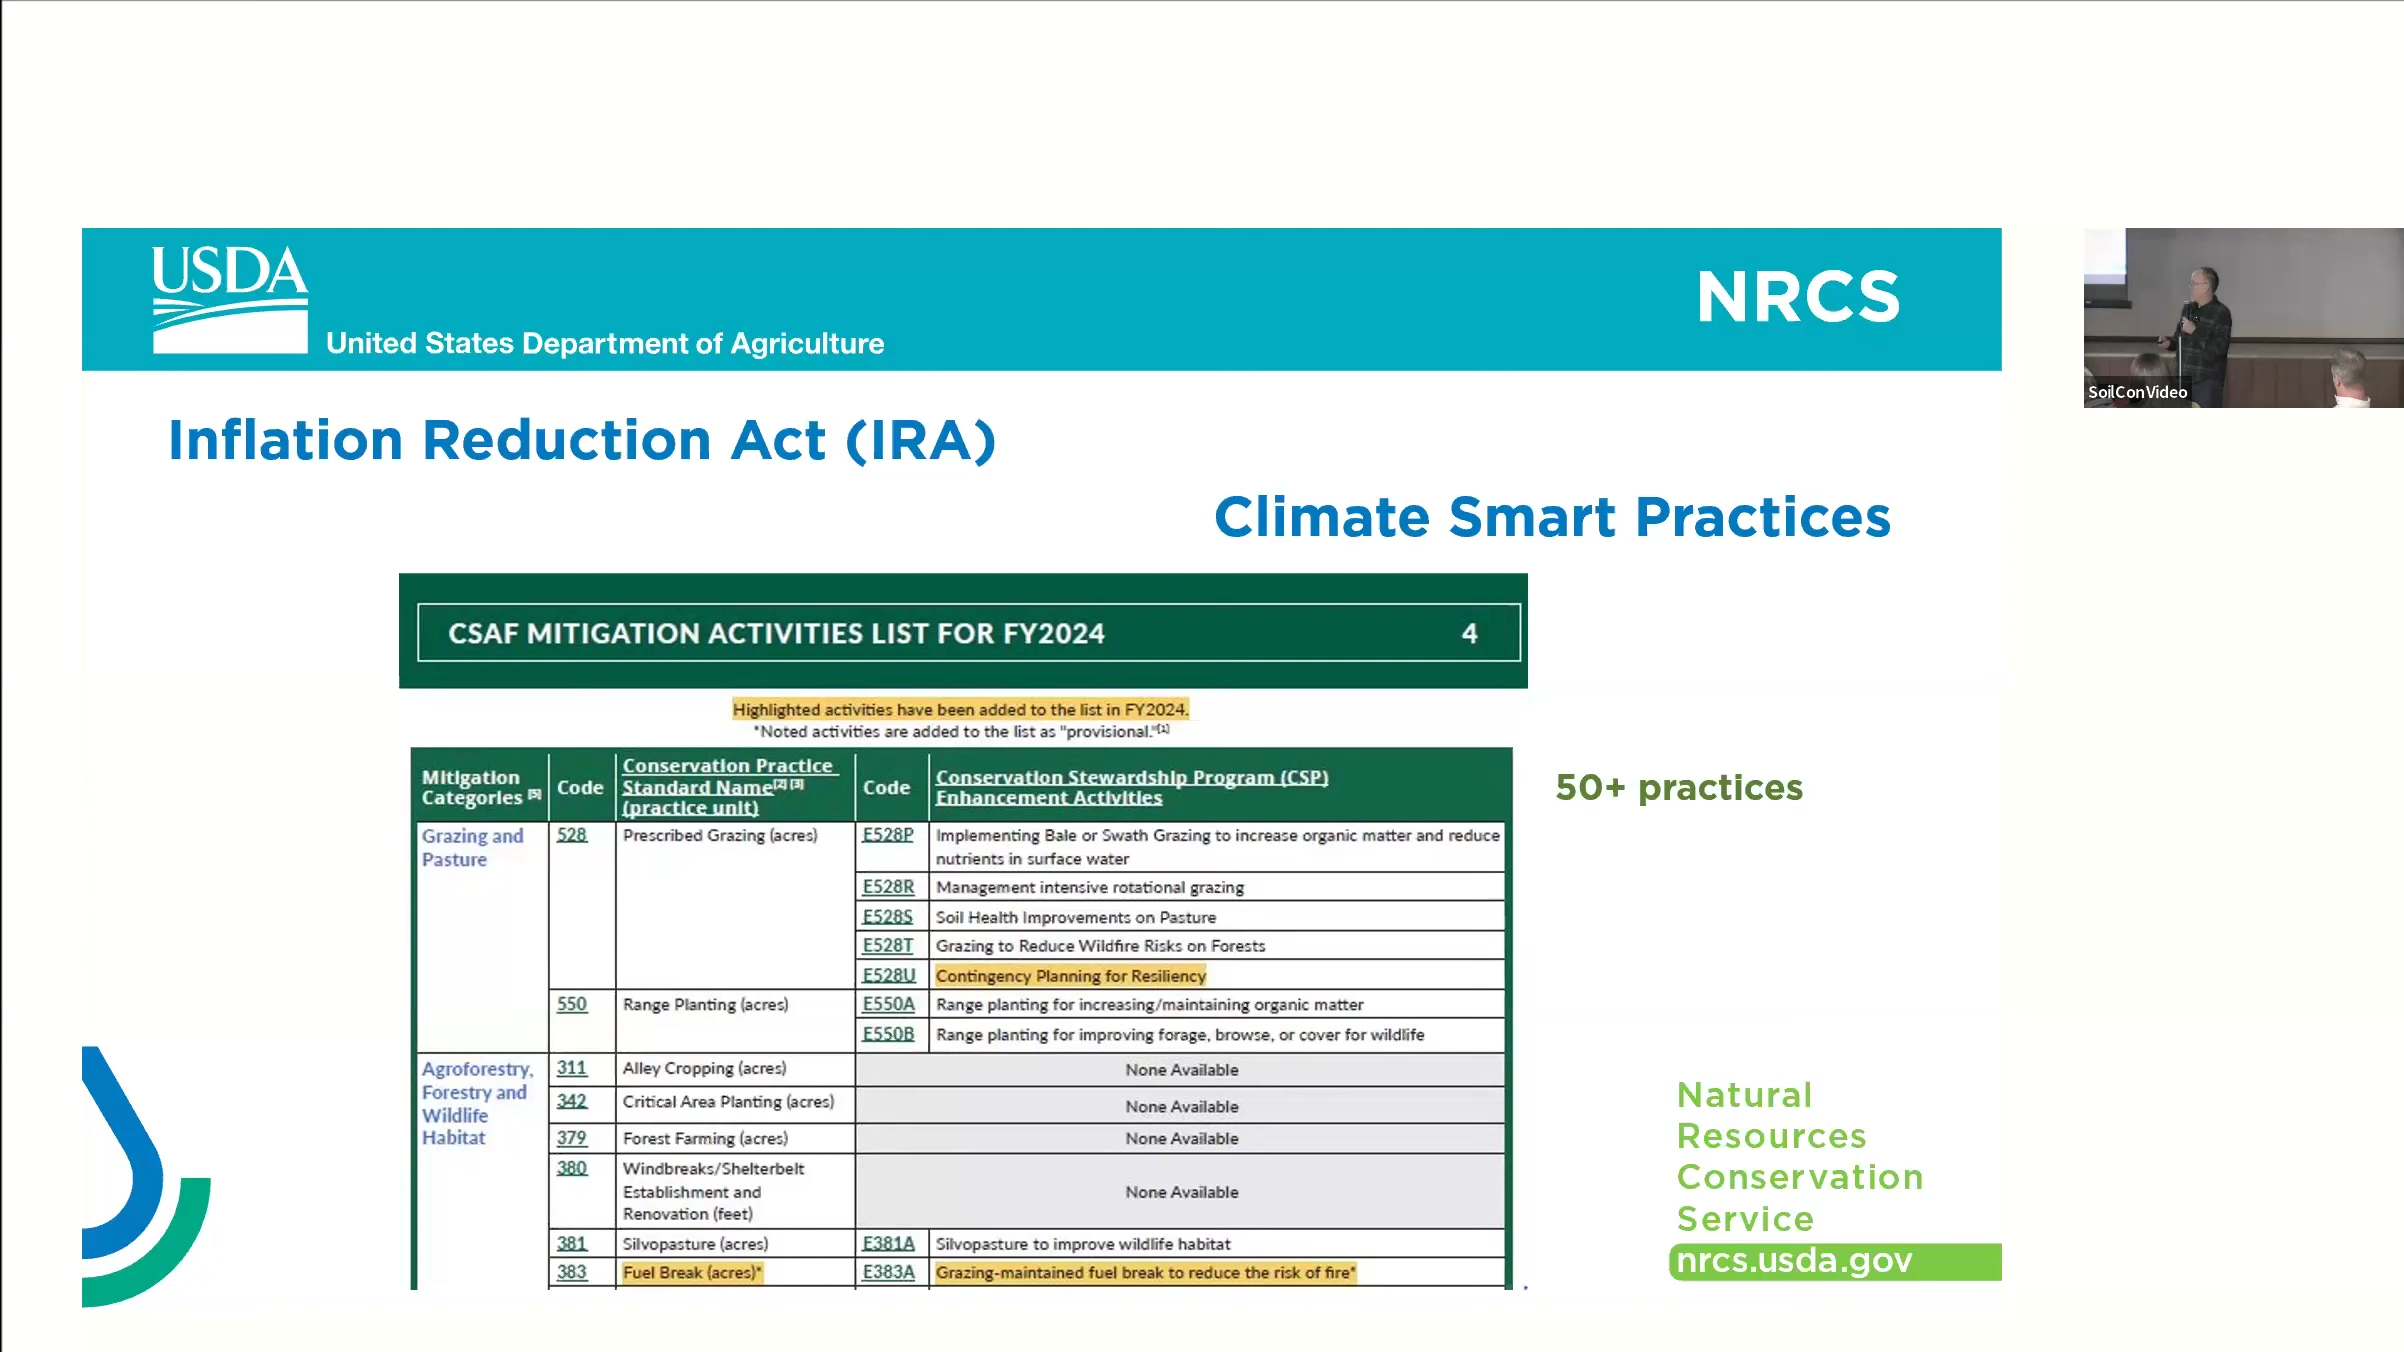 USDA
United States Department of Agriculture
NRCS
SoilConVideo
Inflation Reduction Act (IRA)
Climate Smart Practices
CSAF MITIGATION ACTIVITIES LIST FOR FY2024 4
Highlighted activities have been added to the list in FY2024.
*Noted activities are added to the list as "provisional."[1]
Mitigation
Categories [5]
Code
Conservation Practice
Standard Name[2] [3]
(practice unit)
Code
Conservation Stewardship Program (CSP)
Enhancement Activities
50+ practices
Grazing and
Pasture
528
Prescribed Grazing (acres)
E528P
Implementing Bale or Swath Grazing to increase organic matter and reduce
nutrients in surface water
E528R
Management intensive rotational grazing
E528S
Soil Health Improvements on Pasture
E528T
Grazing to Reduce Wildfire Risks on Forests
E528U
Contingency Planning for Resiliency
550
Range Planting (acres)
E550A
Range planting for increasing/maintaining organic matter
E550B
Range planting for improving forage, browse, or cover for wildlife
Agroforestry,
Forestry and
Wildlife
Habitat
311
Alley Cropping (acres)
None Available
342
Critical Area Planting (acres)
None Available
379
Forest Farming (acres)
None Available
380
Windbreaks/Shelterbelt
Establishment and
Renovation (feet)
None Available
381
Silvopasture (acres)
E381A
Silvopasture to improve wildlife habitat
383
Fuel Break (acres)*
E383A
Grazing-maintained fuel break to reduce the risk of fire*
Natural
Resources
Conservation
Service
nrcs.usda.gov